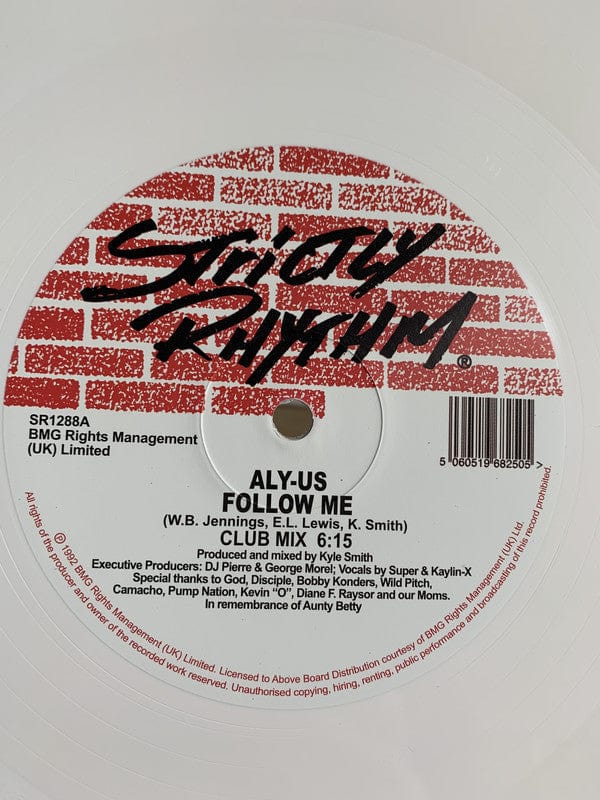 STRICTLY
RHYTHM®
SR1288A
BMG Rights Management
(UK) Limited
5 060519 682505 >
ALY-US
FOLLOW ME
(W.B. Jennings, E.L. Lewis, K. Smith)
CLUB MIX 6:15
Produced and mixed by Kyle Smith
Executive Producers: DJ Pierre & George Morel; Vocals by Super & Kaylin-X
Special thanks to God, Disciple, Bobby Konders, Wild Pitch,
Camacho, Pump Nation, Kevin "O", Diane F. Raysor and our Moms.
In remembrance of Aunty Betty
℗ 1992 BMG Rights Management (UK) Limited. Licensed to Above Board Distribution courtesy of BMG Rights Management (UK) Ltd.
All rights of the producer and owner of the recorded work reserved. Unauthorised copying, hiring, renting, public performance and broadcasting of this record prohibited.